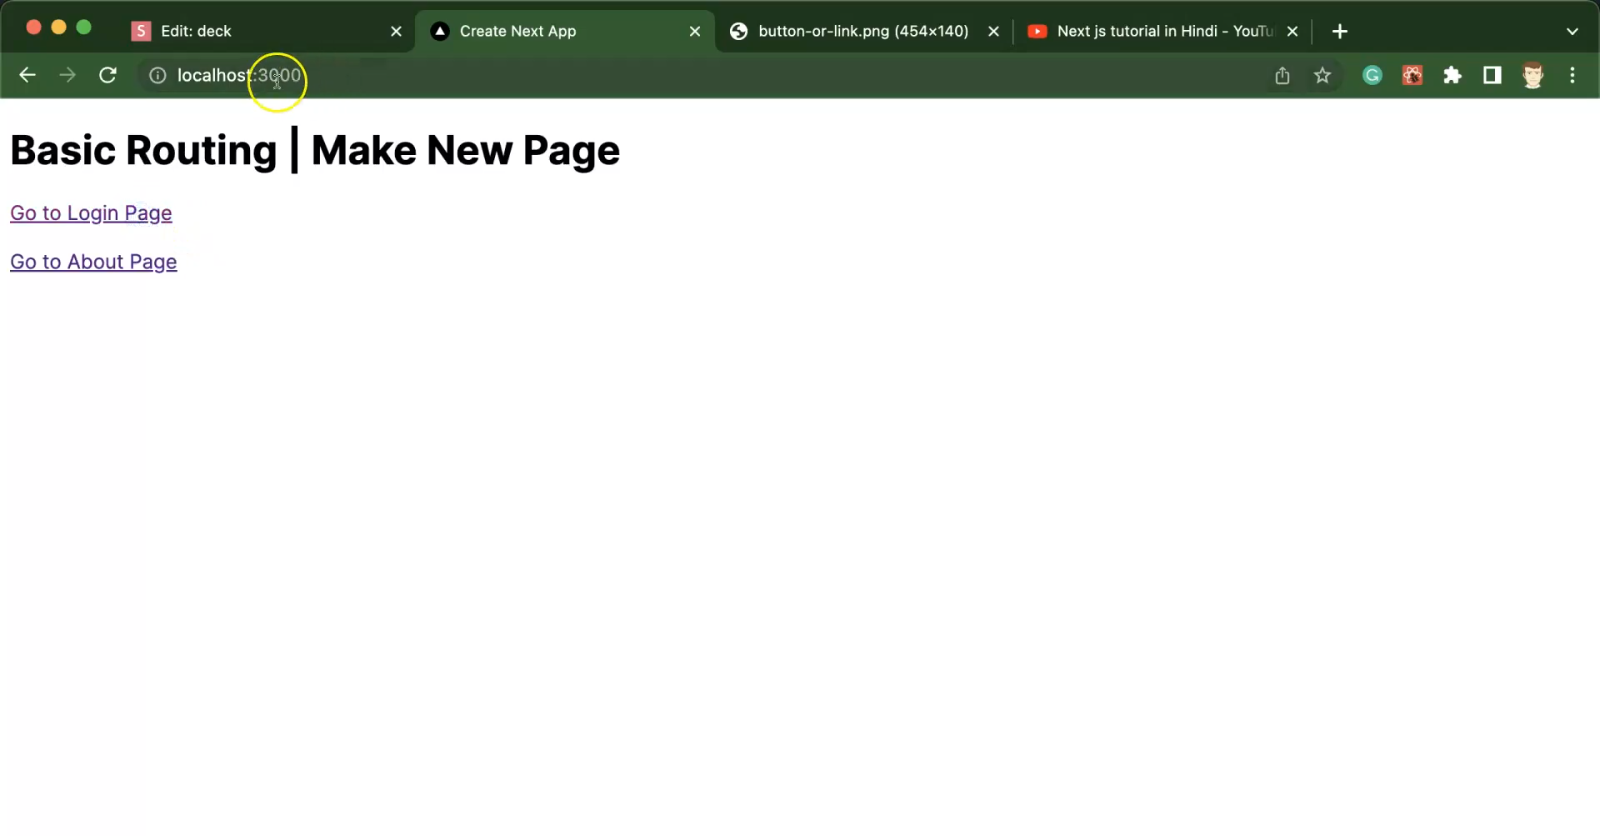 S Edit: deck
Create Next App
button-or-link.png (454×140)
Next js tutorial in Hindi - YouTu
localhost:3000
Basic Routing | Make New Page
Go to Login Page
Go to About Page